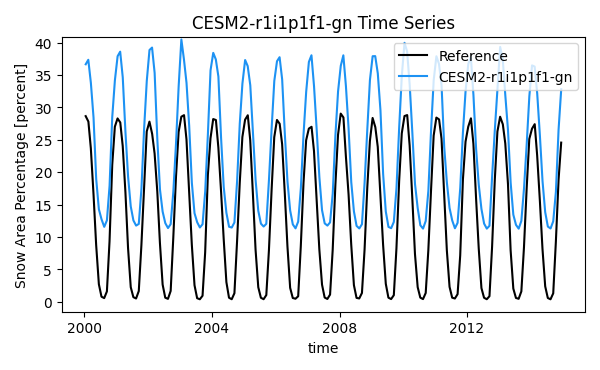 CESM2-r1i1p1f1-gn Time Series
Snow Area Percentage [percent]
40
35
30
25
20
15
10
5
0
Reference
CESM2-r1i1p1f1-gn
2000
2004
2008
2012
time